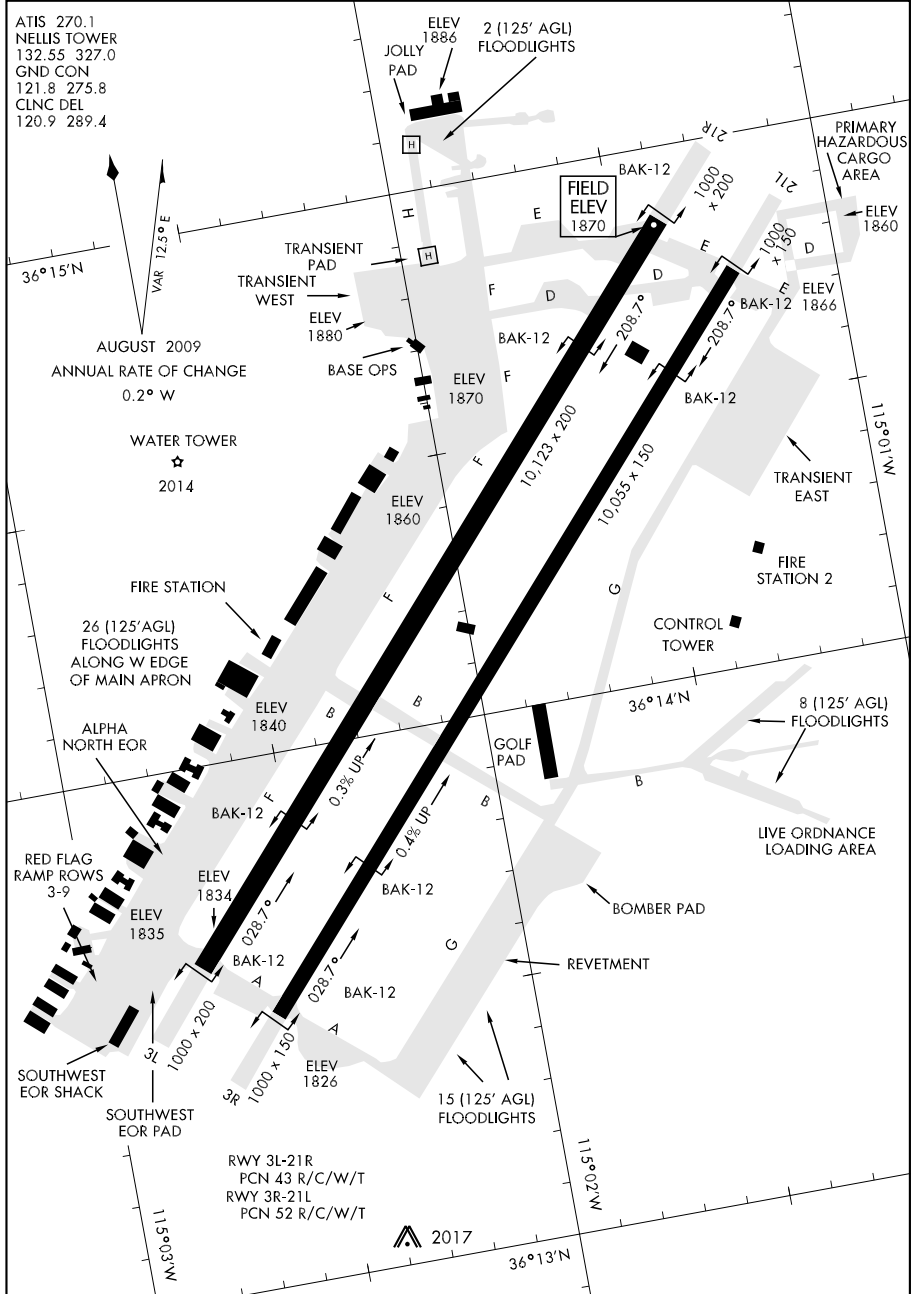 ATIS 270.1
NELLIS TOWER
132.55 327.0
GND CON
121.8 275.8
CLNC DEL
120.9 289.4
JOLLY
PAD
ELEV
1886
2 (125' AGL)
FLOODLIGHTS
H
21R
PRIMARY
HAZARDOUS
CARGO
AREA
BAK-12
1000
x 200
21L
FIELD
ELEV
1870
ELEV
1860
H
E
E
1000
x 150
D
36°15'N
VAR 12.5° E
TRANSIENT
PAD
H
TRANSIENT
WEST
F
D
D
E
BAK-12
ELEV
1866
ELEV
1880
208.7°
208.7°
BAK-12
AUGUST 2009
ANNUAL RATE OF CHANGE
0.2° W
BASE OPS
ELEV
1870
F
BAK-12
115°01'W
WATER TOWER
2014
F
10,123 x 200
10,055 x 150
TRANSIENT
EAST
ELEV
1860
FIRE
STATION 2
FIRE STATION
F
G
26 (125'AGL)
FLOODLIGHTS
ALONG W EDGE
OF MAIN APRON
CONTROL
TOWER
36°14'N
ELEV
1840
B
B
8 (125' AGL)
FLOODLIGHTS
ALPHA
NORTH EOR
GOLF
PAD
0.3% UP
B
B
F
BAK-12
0.4% UP
LIVE ORDNANCE
LOADING AREA
RED FLAG
RAMP ROWS
3-9
ELEV
1834
BAK-12
BOMBER PAD
ELEV
1835
028.7°
G
BAK-12
A
028.7°
BAK-12
REVETMENT
A
1000 x 200
3L
1000 x 150
3R
ELEV
1826
SOUTHWEST
EOR SHACK
15 (125' AGL)
FLOODLIGHTS
SOUTHWEST
EOR PAD
RWY 3L-21R
PCN 43 R/C/W/T
RWY 3R-21L
PCN 52 R/C/W/T
115°02'W
115°03'W
2017
36°13'N